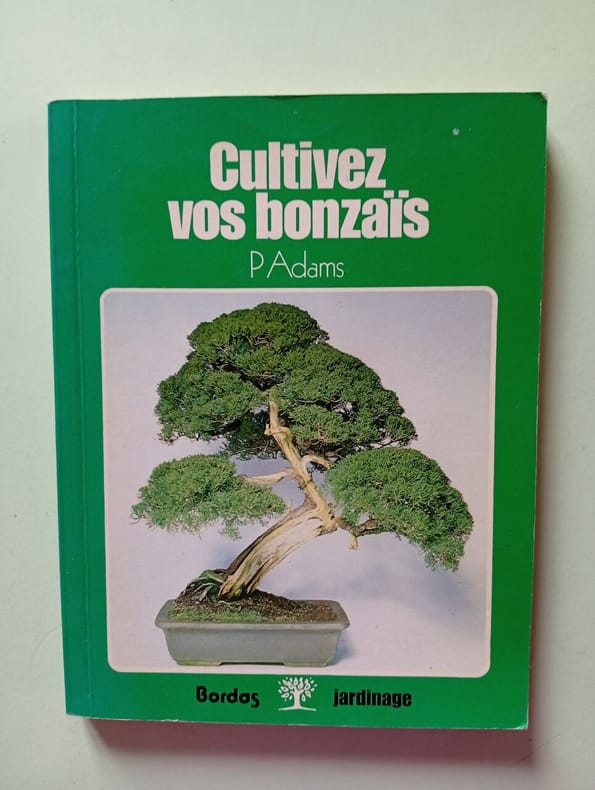 Cultivez
vos bonzaïs
P Adams
Bordas jardinage